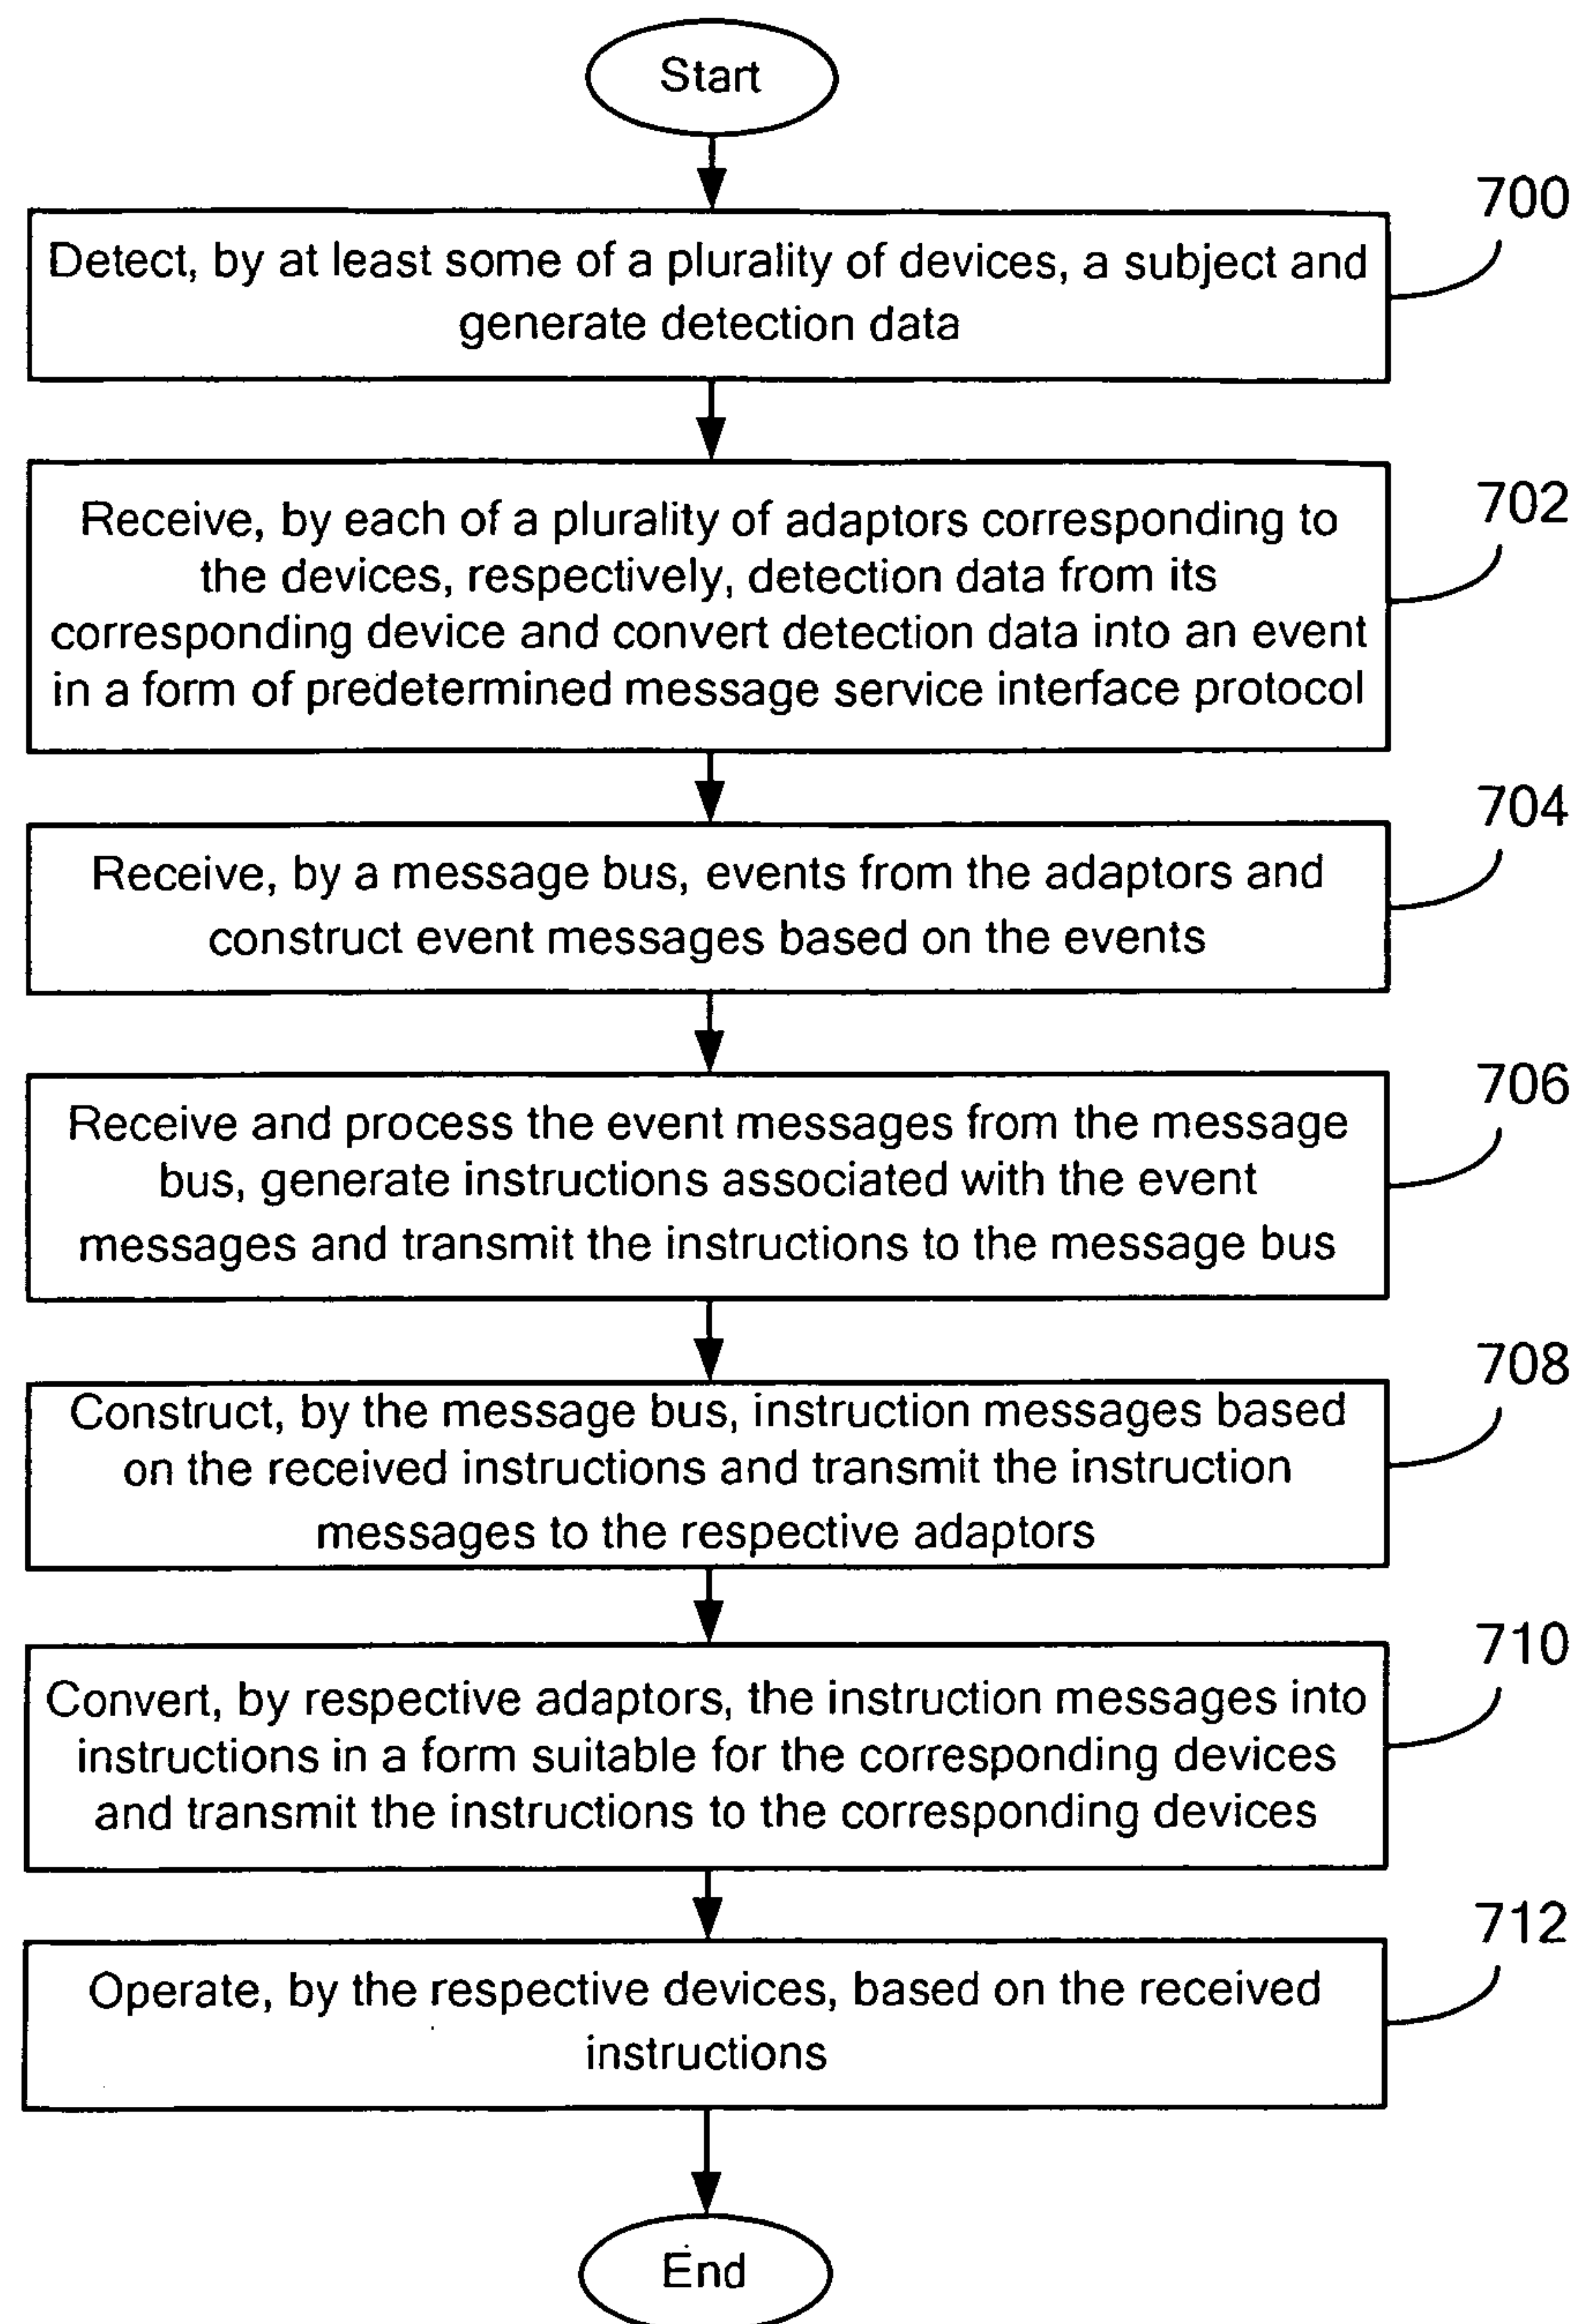 Start
700
Detect, by at least some of a plurality of devices, a subject and
generate detection data
702
Receive, by each of a plurality of adaptors corresponding to
the devices, respectively, detection data from its
corresponding device and convert detection data into an event
in a form of predetermined message service interface protocol
704
Receive, by a message bus, events from the adaptors and
construct event messages based on the events
706
Receive and process the event messages from the message
bus, generate instructions associated with the event
messages and transmit the instructions to the message bus
708
Construct, by the message bus, instruction messages based
on the received instructions and transmit the instruction
messages to the respective adaptors
710
Convert, by respective adaptors, the instruction messages into
instructions in a form suitable for the corresponding devices
and transmit the instructions to the corresponding devices
712
Operate, by the respective devices, based on the received
instructions
End